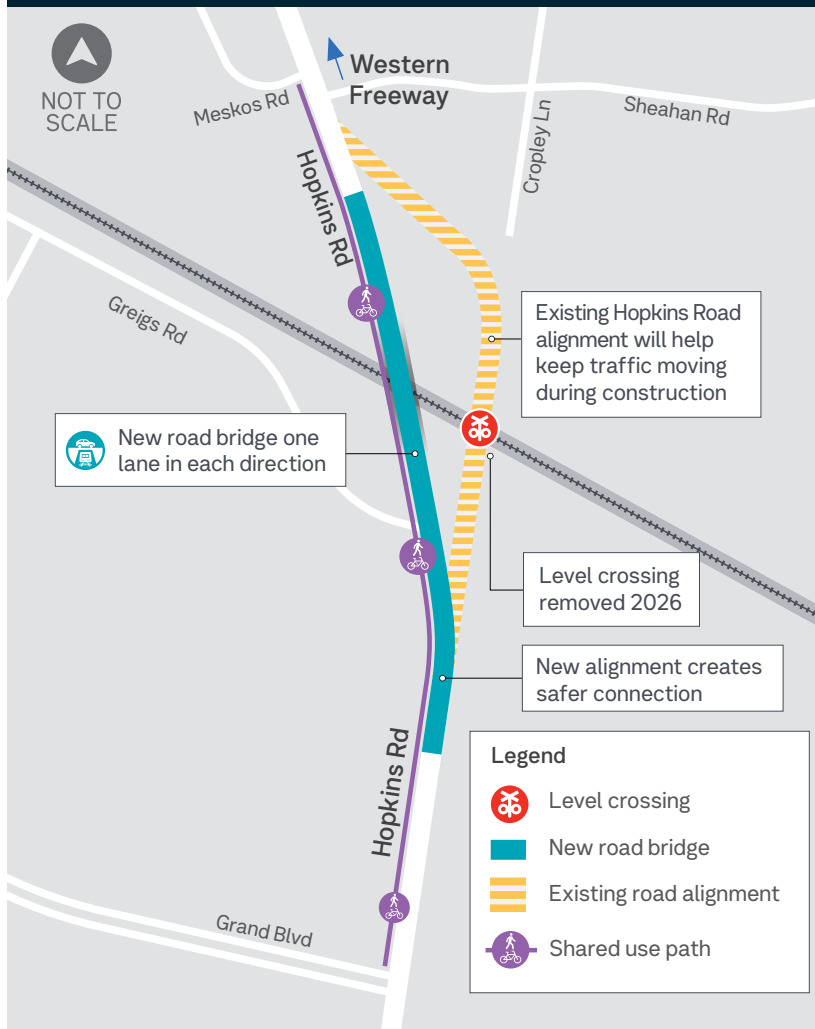 NOT TO
SCALE
Western
Freeway
Meskos Rd
Sheahan Rd
Cropley Ln
Hopkins Rd
Greigs Rd
Existing Hopkins Road
alignment will help
keep traffic moving
during construction
New road bridge one
lane in each direction
Level crossing
removed 2026
New alignment creates
safer connection
Hopkins Rd
Grand Blvd
Legend
Level crossing
New road bridge
Existing road alignment
Shared use path